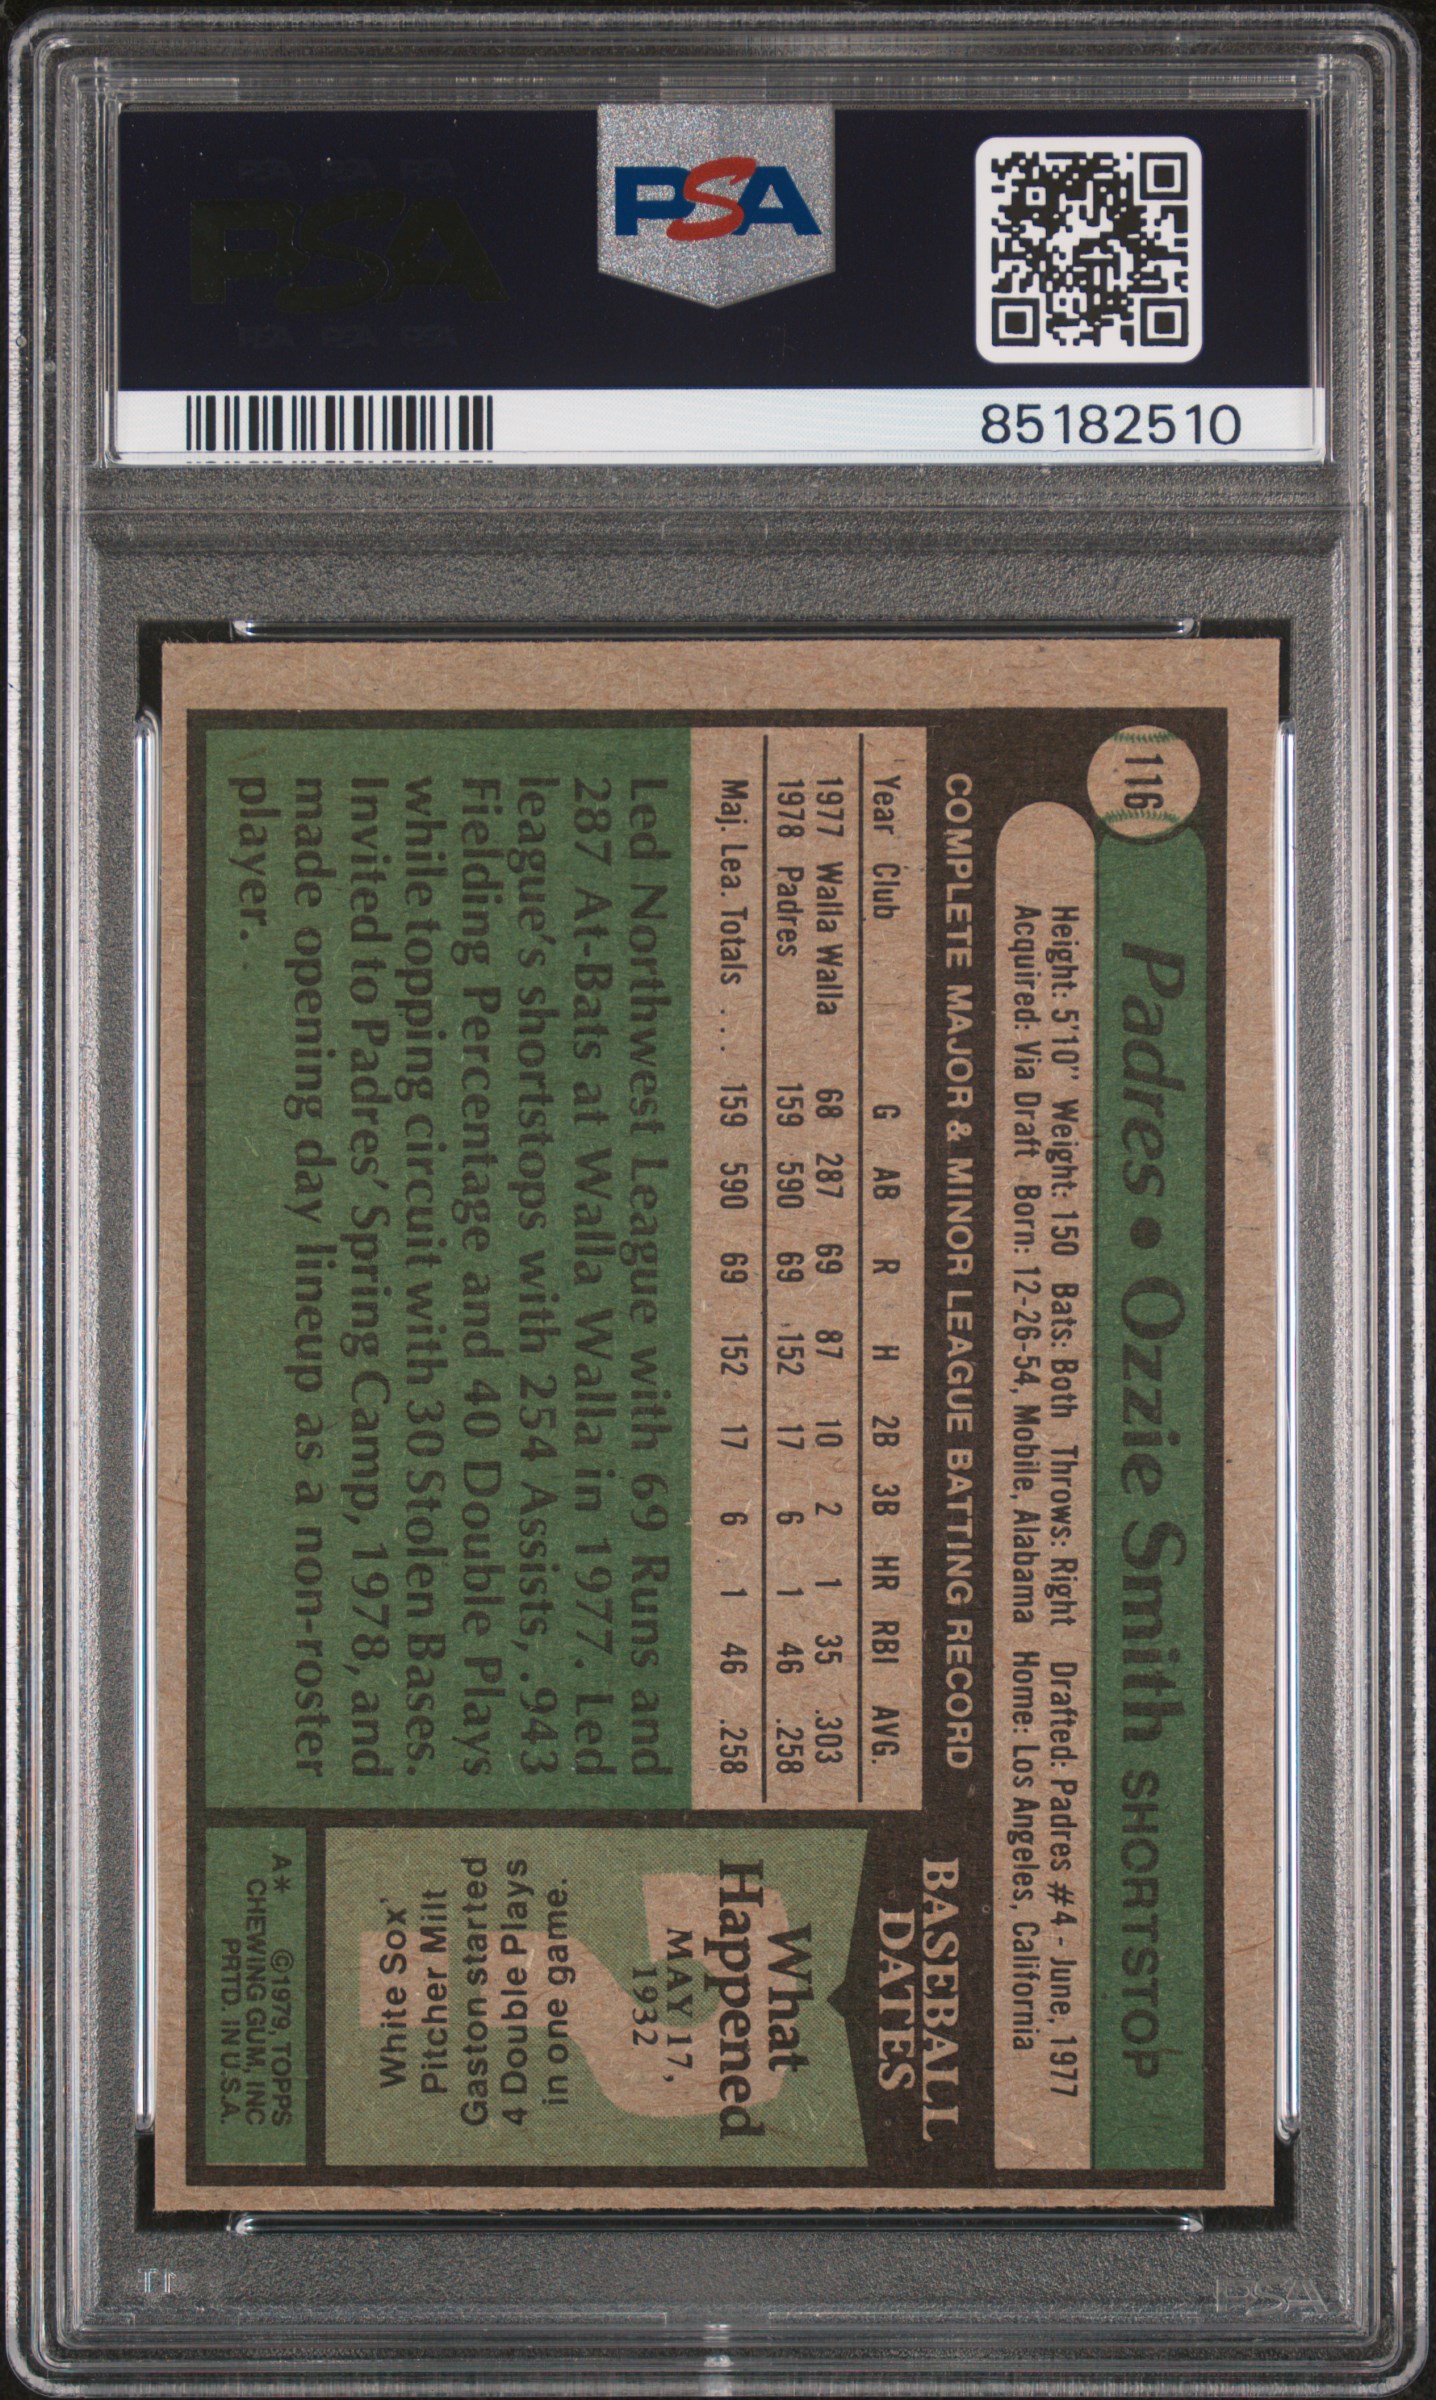 PSA PSA PSA
PSA
PSA PSA PSA
PSA
85182510
116
Padres • Ozzie Smith SHORTSTOP
Height: 5'10" Weight: 150 Bats: Both Throws: Right Drafted: Padres #4 - June, 1977
Acquired: Via Draft Born: 12-26-54, Mobile, Alabama Home: Los Angeles, California
COMPLETE MAJOR & MINOR LEAGUE BATTING RECORD
Year Club G AB R H 2B 3B HR RBI AVG.
1977 Walla Walla 68 287 69 87 10 2 1 35 .303
1978 Padres 159 590 69 152 17 6 1 46 .258
Maj. Lea. Totals .... 159 590 69 152 17 6 1 46 .258
Led Northwest League with 69 Runs and
287 At-Bats at Walla Walla in 1977. Led
league's shortstops with 254 Assists, .943
Fielding Percentage and 40 Double Plays
while topping circuit with 30 Stolen Bases.
Invited to Padres' Spring Camp, 1978, and
made opening day lineup as a non-roster
player.
BASEBALL
DATES
What
Happened
MAY 17,
1932
White Sox'
Pitcher Milt
Gaston started
4 Double Plays
in one game.
A** ©1979, TOPPS
CHEWING GUM, INC
PRTD. IN U.S.A.
PSA